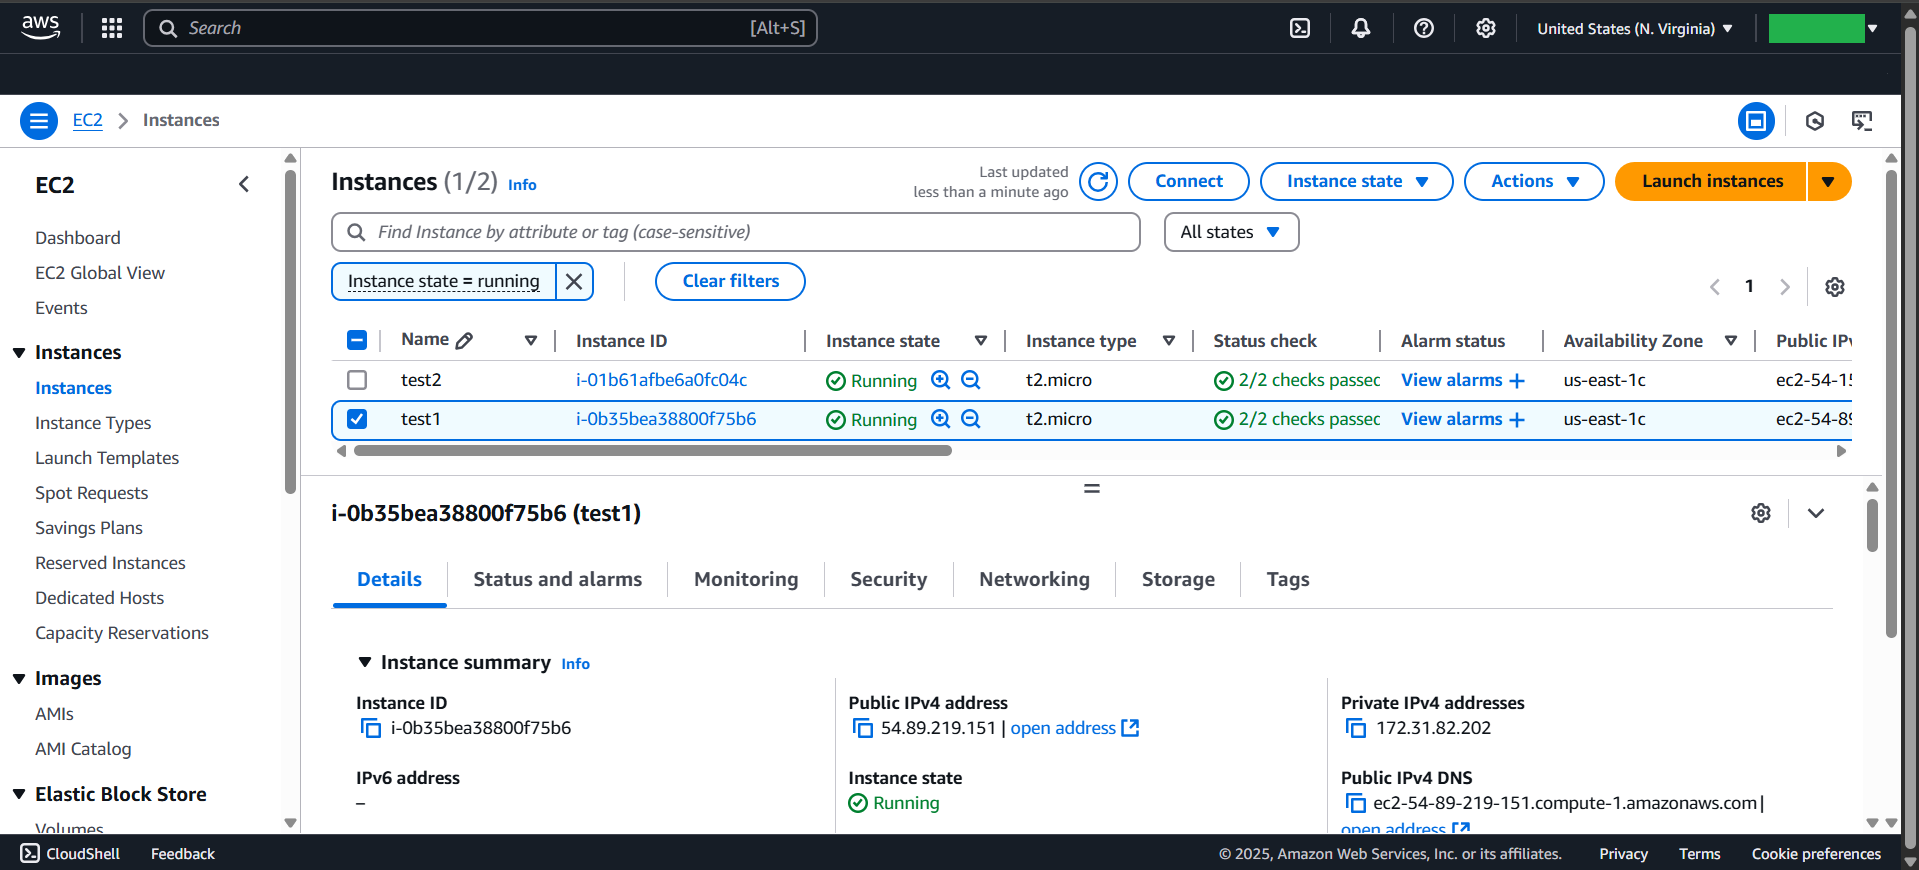 aws
Search [Alt+S]
United States (N. Virginia)
EC2 Instances
EC2
Dashboard
EC2 Global View
Events
Instances
Instances
Instance Types
Launch Templates
Spot Requests
Savings Plans
Reserved Instances
Dedicated Hosts
Capacity Reservations
Images
AMIs
AMI Catalog
Elastic Block Store
Volumes
Instances (1/2) Info
Last updated
less than a minute ago
Connect Instance state Actions Launch instances
Find Instance by attribute or tag (case-sensitive) All states
Instance state = running Clear filters
1
Name Instance ID Instance state Instance type Status check Alarm status Availability Zone Public IPv
test2 i-01b61afbe6a0fc04c Running t2.micro 2/2 checks passec View alarms + us-east-1c ec2-54-15
test1 i-0b35bea38800f75b6 Running t2.micro 2/2 checks passec View alarms + us-east-1c ec2-54-89
i-0b35bea38800f75b6 (test1)
Details Status and alarms Monitoring Security Networking Storage Tags
Instance summary Info
Instance ID
i-0b35bea38800f75b6
Public IPv4 address
54.89.219.151 | open address
Private IPv4 addresses
172.31.82.202
IPv6 address
–
Instance state
Running
Public IPv4 DNS
ec2-54-89-219-151.compute-1.amazonaws.com |
open address
CloudShell Feedback © 2025, Amazon Web Services, Inc. or its affiliates. Privacy Terms Cookie preferences